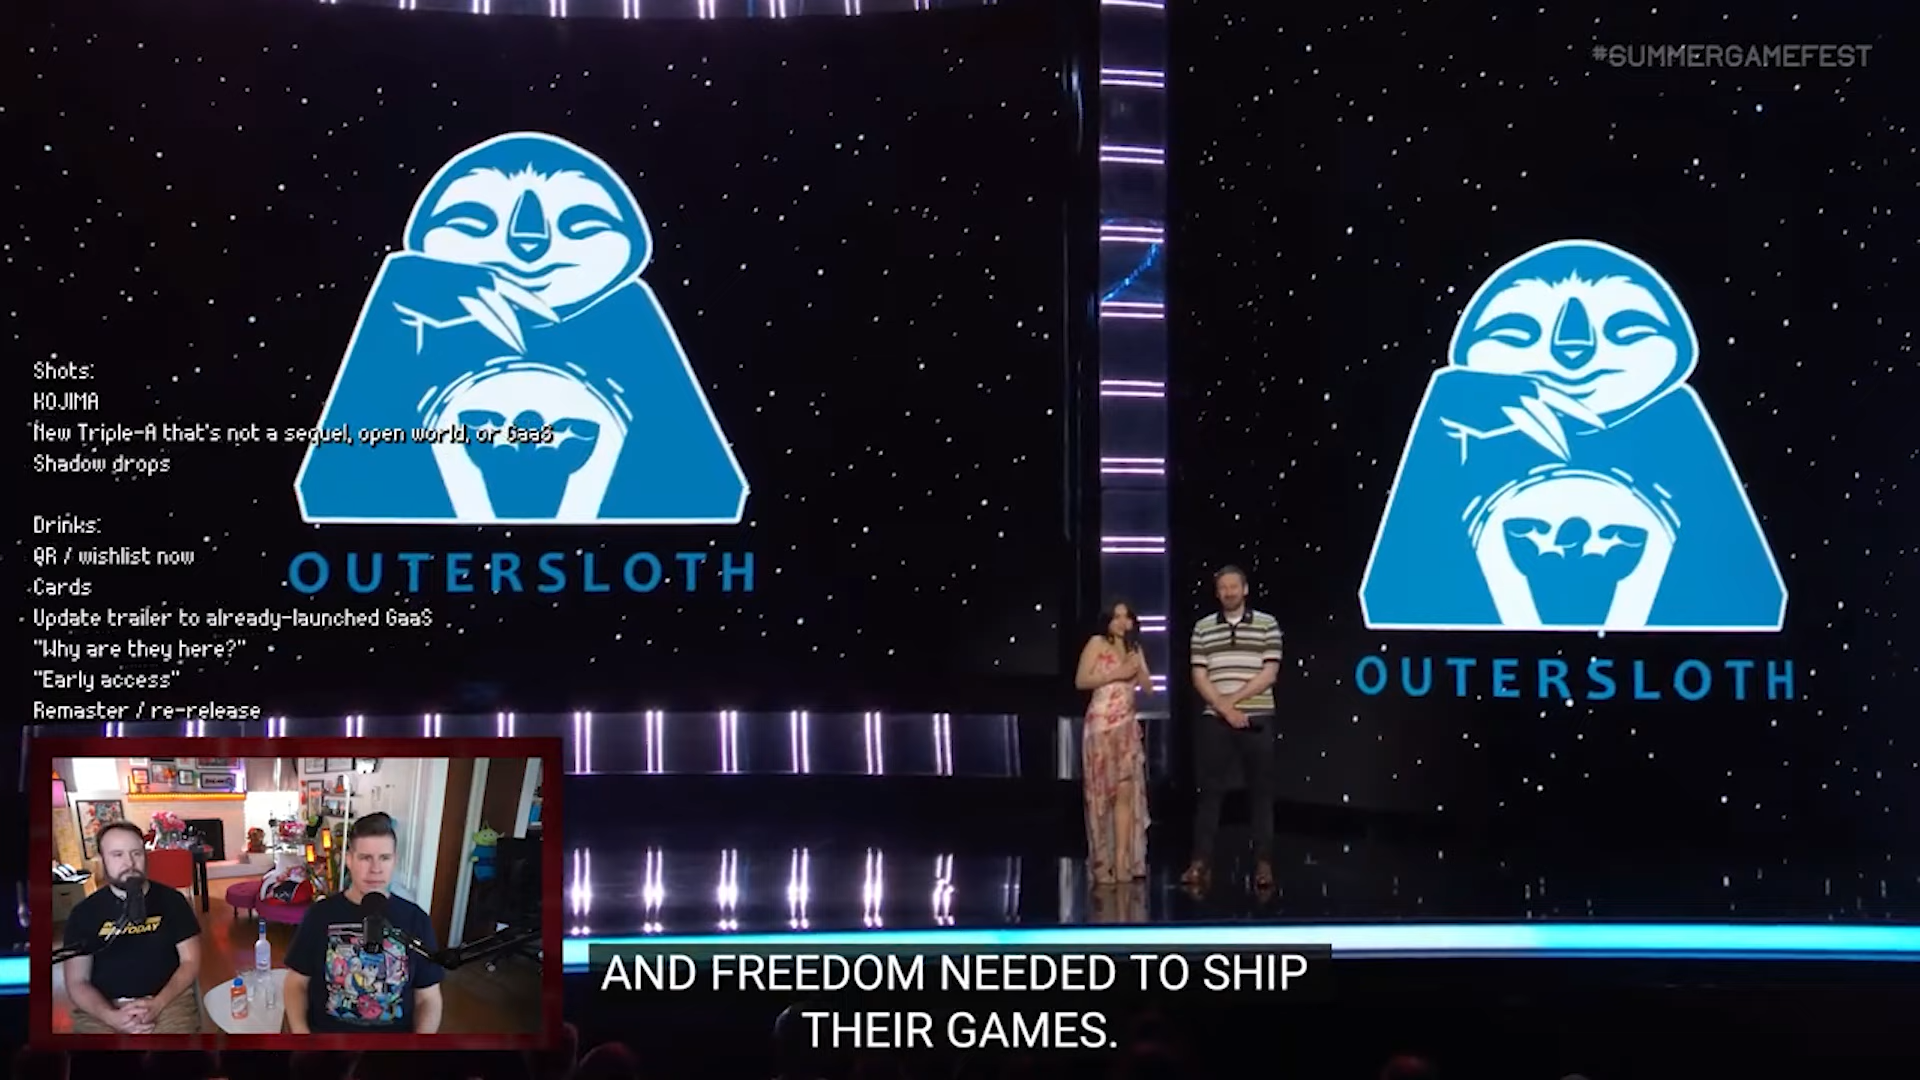 #SUMMERGAMEFEST
Shots:
KOJIMA
New Triple-A that's not a sequel, open world, or GaaS
Shadow drops
Drinks:
QR / wishlist now
Cards
Update trailer to already-launched GaaS
"Why are they here?"
"Early access"
Remaster / re-release
OUTERSLOTH
OUTERSLOTH
TODAY
AND FREEDOM NEEDED TO SHIP
THEIR GAMES.